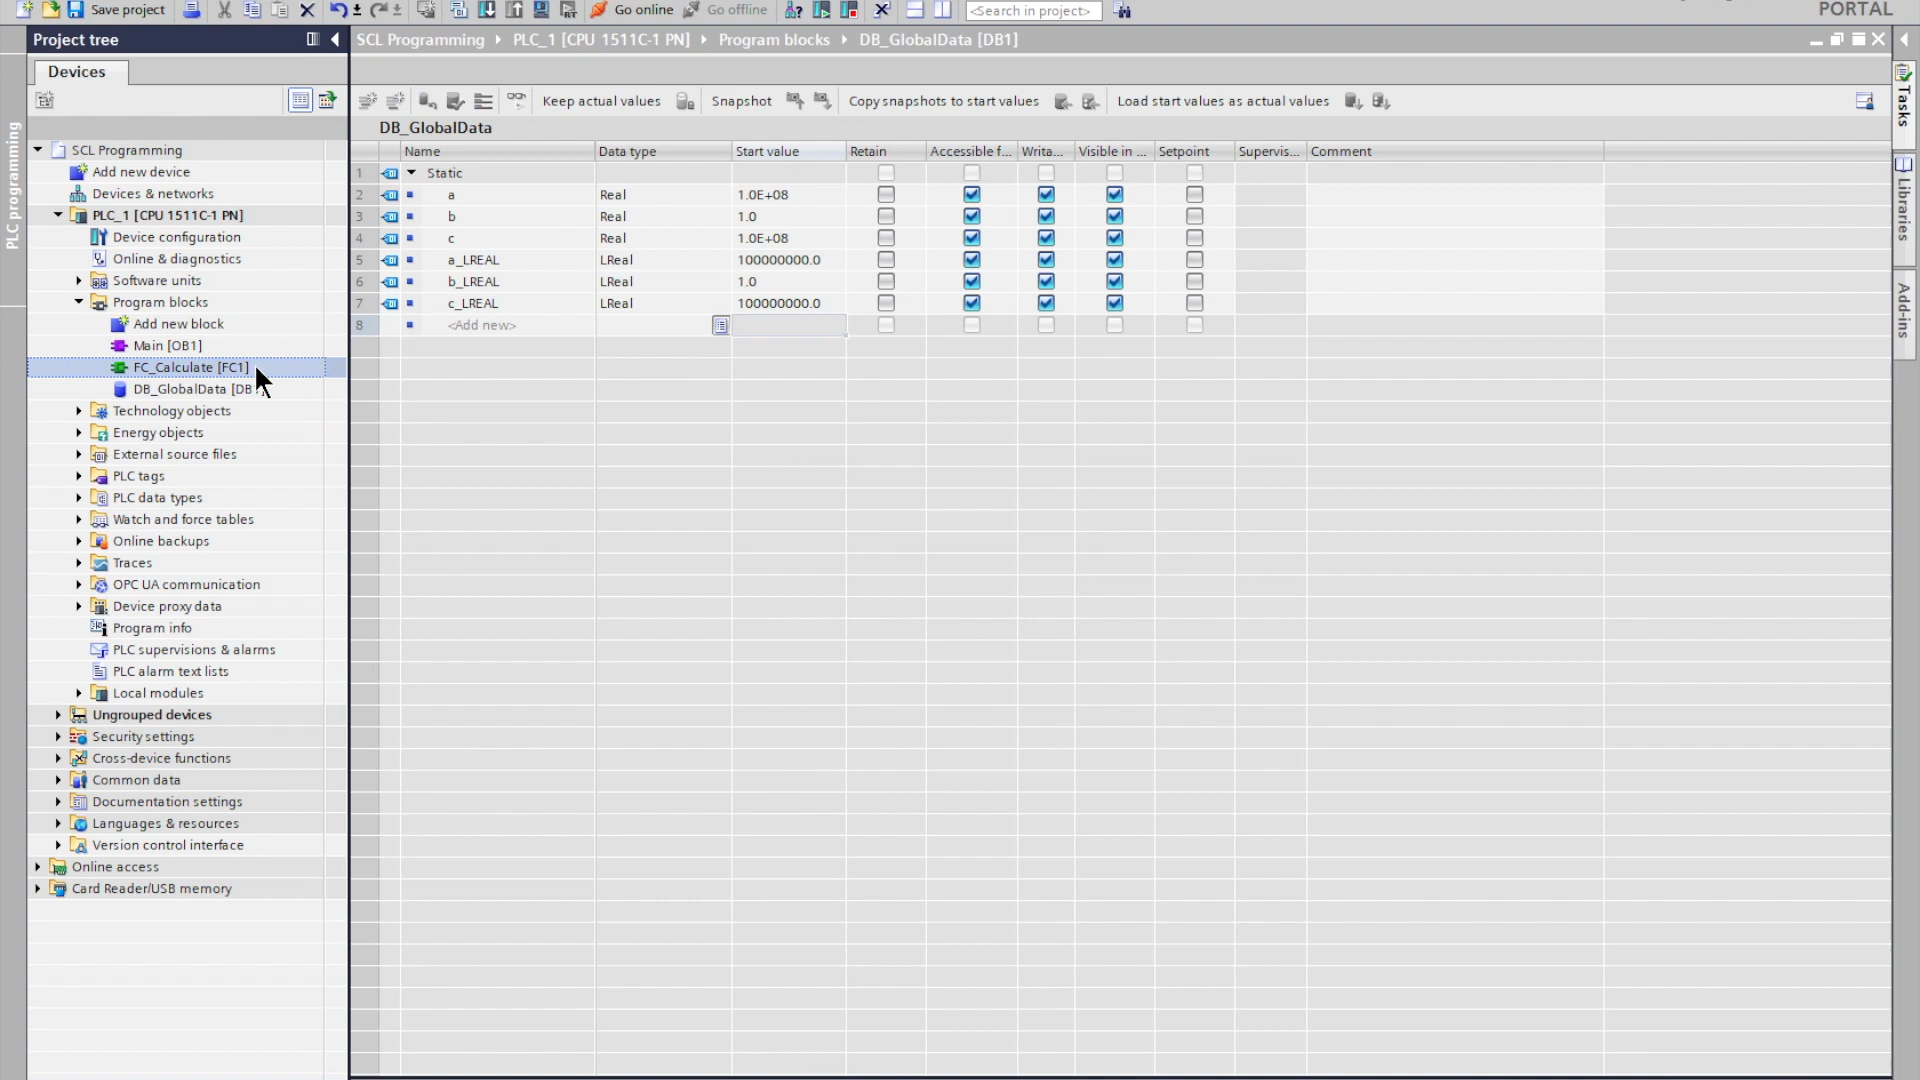 PORTAL
Save project
Go online
Go offline
<Search in project>
Project tree
SCL Programming ▸ PLC_1 [CPU 1511C-1 PN] ▸ Program blocks ▸ DB_GlobalData [DB1]
Devices
Keep actual values
Snapshot
Copy snapshots to start values
Load start values as actual values
PLC programming
DB_GlobalData
Name Data type Start value Retain Accessible f... Writa... Visible in ... Setpoint Supervis... Comment
1 Static
2 a Real 1.0E+08
3 b Real 1.0
4 c Real 1.0E+08
5 a_LREAL LReal 100000000.0
6 b_LREAL LReal 1.0
7 c_LREAL LReal 100000000.0
8 <Add new>
SCL Programming
Add new device
Devices & networks
PLC_1 [CPU 1511C-1 PN]
Device configuration
Online & diagnostics
Software units
Program blocks
Add new block
Main [OB1]
FC_Calculate [FC1]
DB_GlobalData [DB
Technology objects
Energy objects
External source files
PLC tags
PLC data types
Watch and force tables
Online backups
Traces
OPC UA communication
Device proxy data
Program info
PLC supervisions & alarms
PLC alarm text lists
Local modules
Ungrouped devices
Security settings
Cross-device functions
Common data
Documentation settings
Languages & resources
Version control interface
Online access
Card Reader/USB memory
Tasks
Libraries
Add-ins